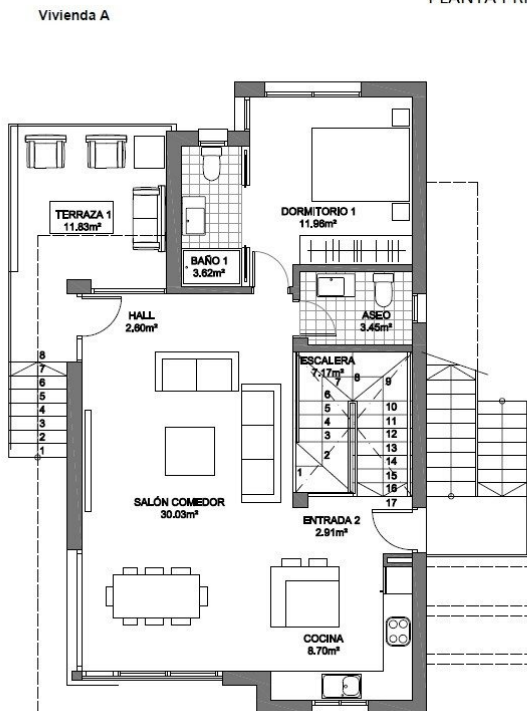 PLANTA PRI
Vivienda A
TERRAZA 1
11.83m²
DORMITORIO 1
11.98m²
BAÑO 1
3.62m²
HALL
2.60m²
ASEO
3.45m²
ESCALERA
7.17m²
8
7
6
5
4
3
2
1
1
2
3
4
5
6
7
8
9
10
11
12
13
14
15
16
17
SALÓN COMEDOR
30.03m²
ENTRADA 2
2.91m²
COCINA
8.70m²